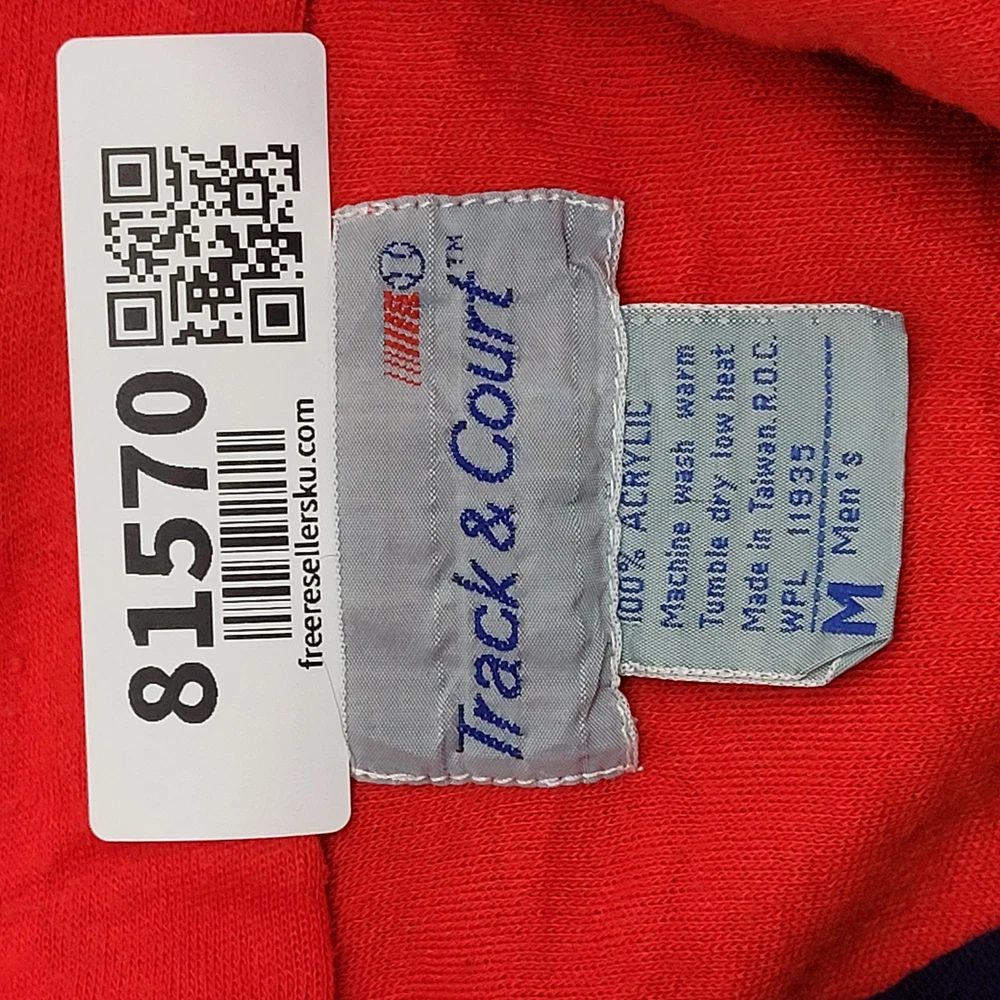 81570
freeresellersku.com
Track & Court™
100% ACRYLIC
Machine wash warm
Tumble dry low heat
Made in Taiwan.R.O.C.
WPL 11935
M Men's